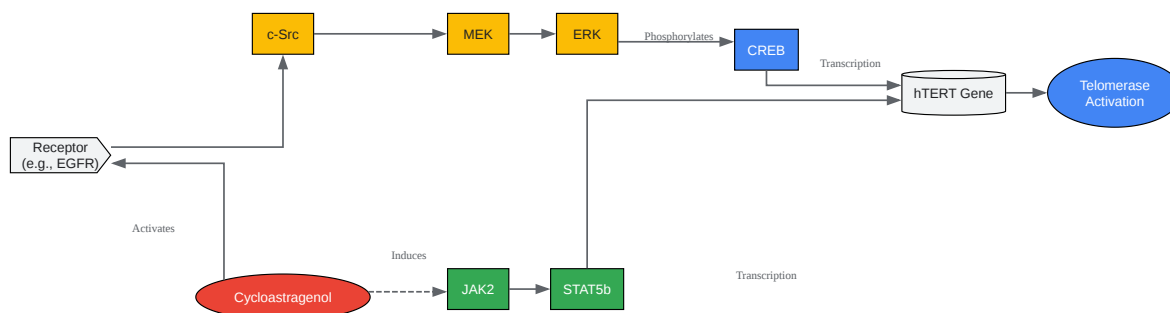 c-Src
MEK
ERK
Phosphorylates
CREB
Transcription
hTERT Gene
Telomerase
Activation
Receptor
(e.g., EGFR)
Activates
Induces
Cycloastragenol
JAK2
STAT5b
Transcription